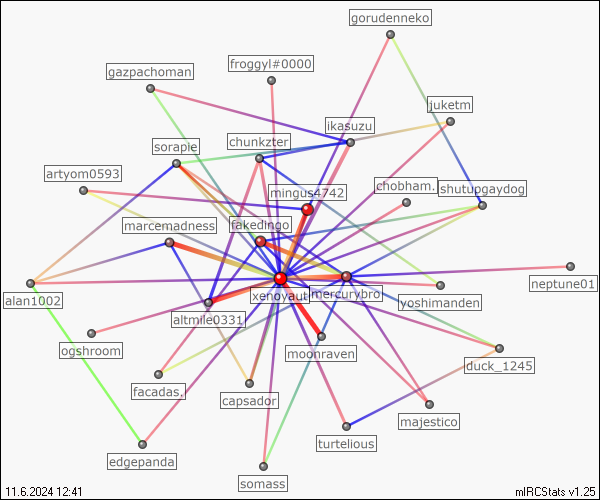 gorudenneko
froggyl#0000
gazpachoman
juketm
ikasuzu
chunkzter
sorapie
artyom0593
chobham.
shutupgaydog
mingus4742
marcemadness
fakedingo
neptune01
xenoyaut
mercurybro
yoshimanden
alan1002
altmile0331
ogshroom
moonraven
duck_1245
facadas.
capsador
majestico
turtelious
edgepanda
somass
11.6.2024 12:41
mIRCStats v1.25